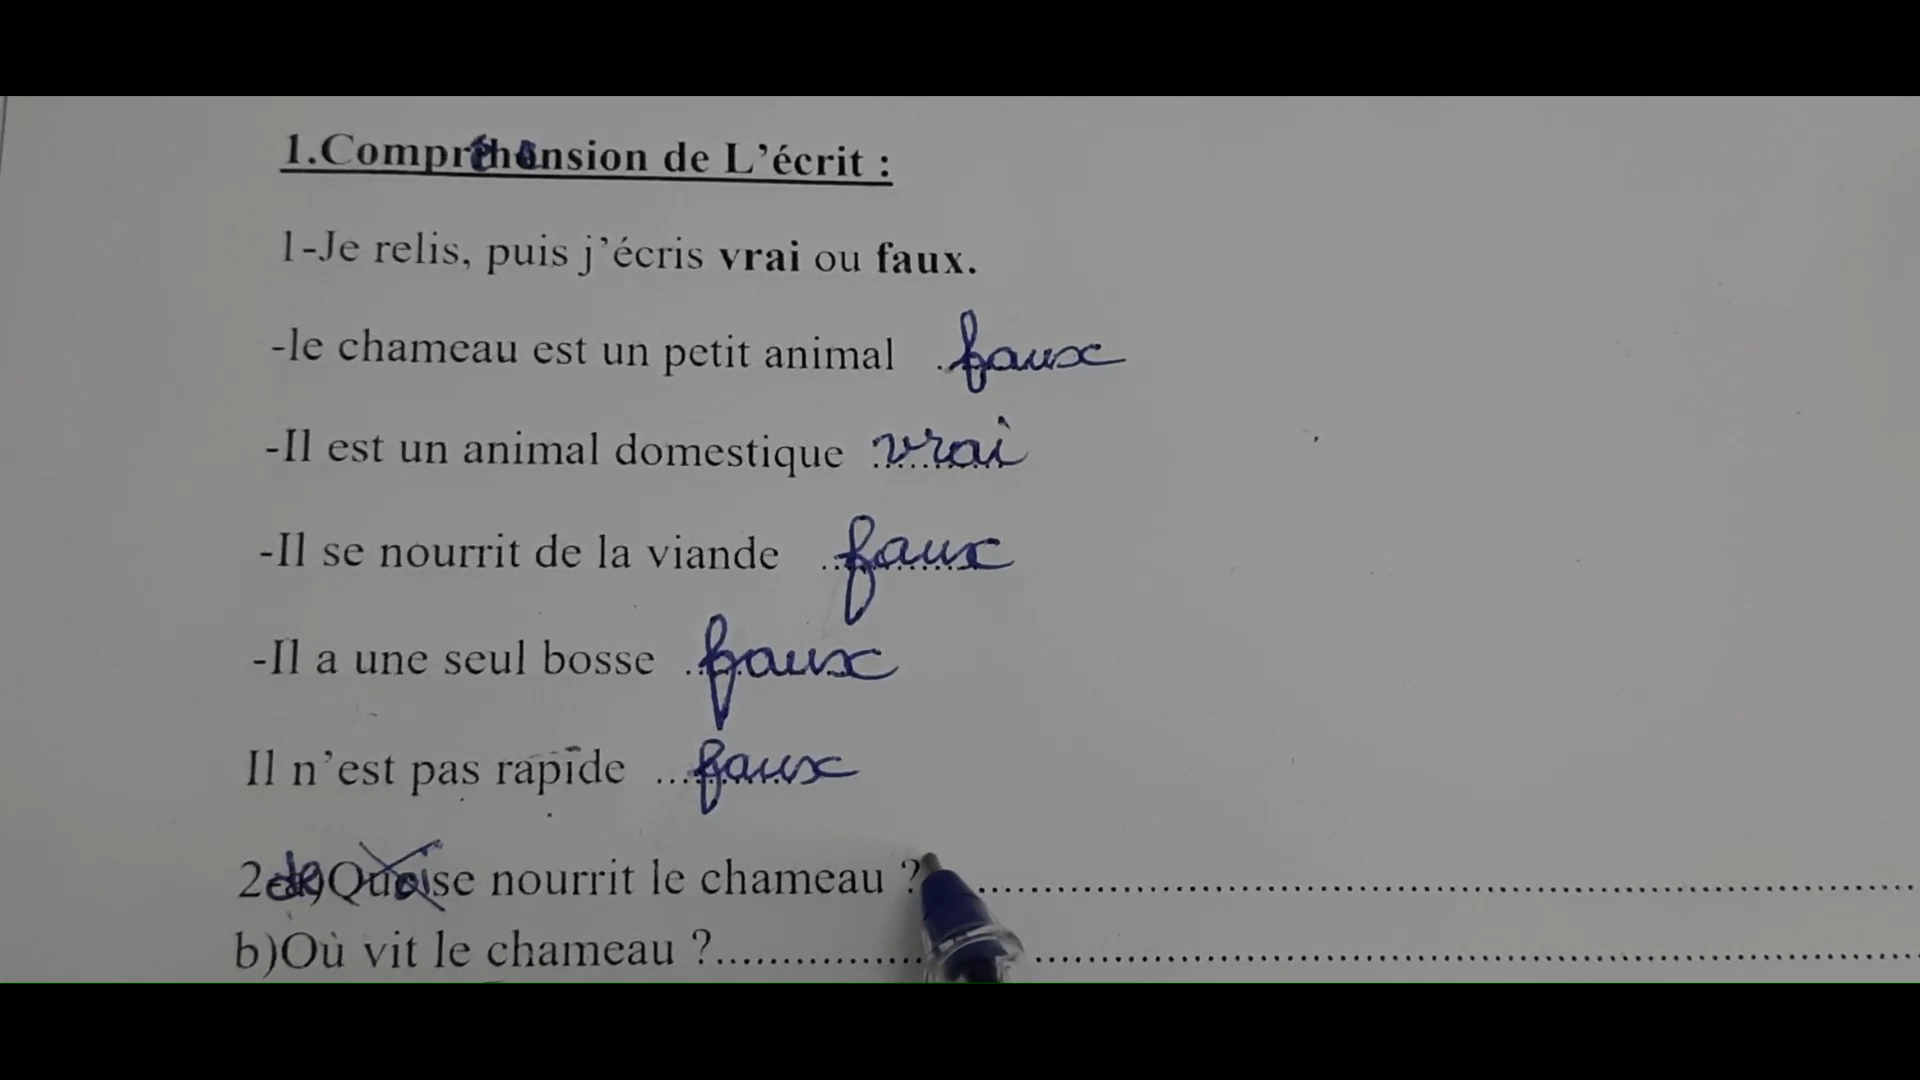 1.Compréhension de L'écrit :
1-Je relis, puis j'écris vrai ou faux.
-le chameau est un petit animal .faux
-Il est un animal domestique vrai
-Il se nourrit de la viande ..faux
-Il a une seul bosse ..faux
Il n'est pas rapide ...faux
2 de Quoi se nourrit le chameau ?..............................
b)Où vit le chameau ?..............................